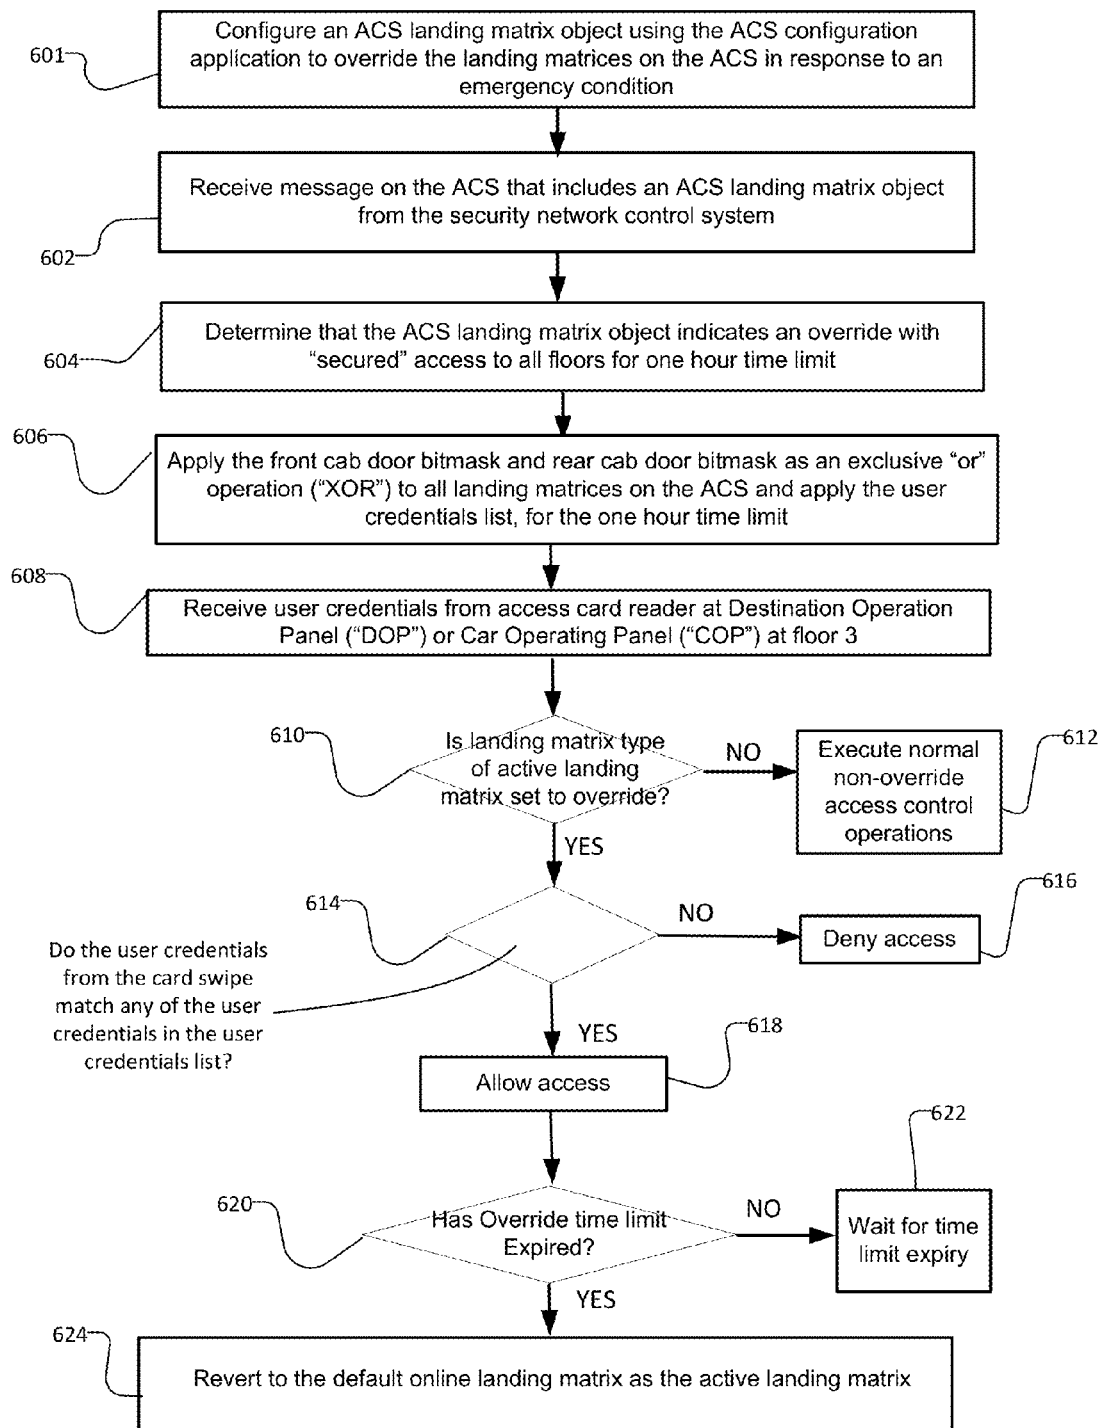 Configure an ACS landing matrix object using the ACS configuration
application to override the landing matrices on the ACS in response to an
emergency condition
601
Receive message on the ACS that includes an ACS landing matrix object
from the security network control system
602
Determine that the ACS landing matrix object indicates an override with
“secured” access to all floors for one hour time limit
604
606
Apply the front cab door bitmask and rear cab door bitmask as an exclusive “or”
operation (“XOR”) to all landing matrices on the ACS and apply the user
credentials list, for the one hour time limit
608
Receive user credentials from access card reader at Destination Operation
Panel (“DOP”) or Car Operating Panel (“COP”) at floor 3
610
Is landing matrix type
of active landing
matrix set to override?
NO
Execute normal
non-override
access control
operations
612
YES
614
NO
Deny access
616
Do the user credentials
from the card swipe
match any of the user
credentials in the user
credentials list?
YES
618
Allow access
620
Has Override time limit
Expired?
NO
622
Wait for time
limit expiry
YES
624
Revert to the default online landing matrix as the active landing matrix